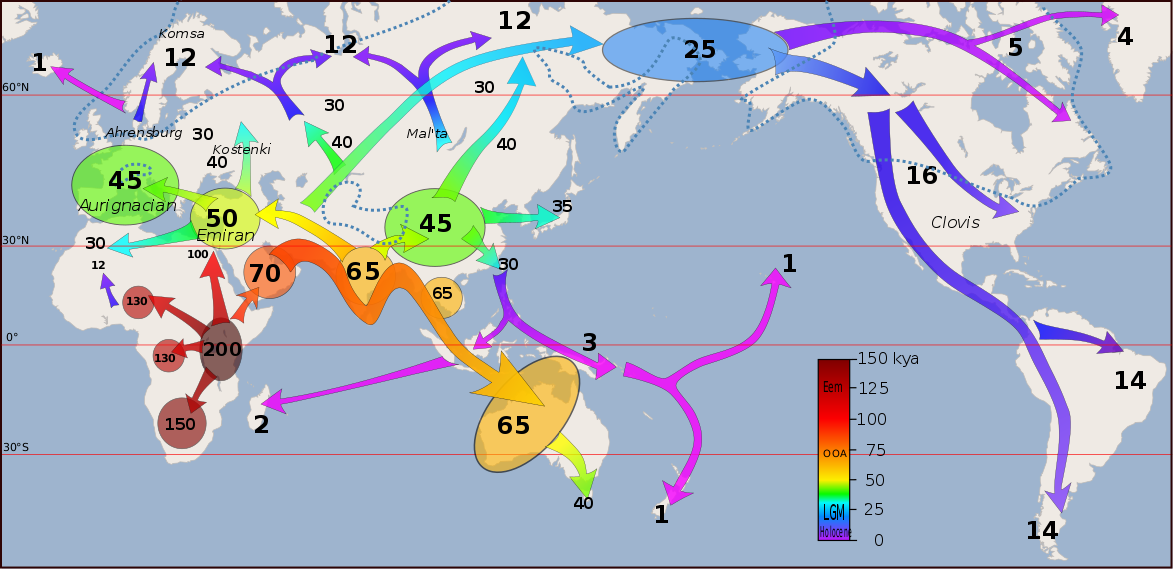 12
4
Komsa
12
12
5
1
25
60°N
30
30
Ahrensburg
30
Mal'ta
40
40
Kostenki
40
16
45
Aurignacian
50
45
35
Clovis
Emiran
30°N
30
100
30
12
70
65
65
1
130
0°
200
3
130
150 kya
Eem
125
14
100
150
2
65
OOA
75
30°S
50
40
LGM
25
1
14
Holocene
0